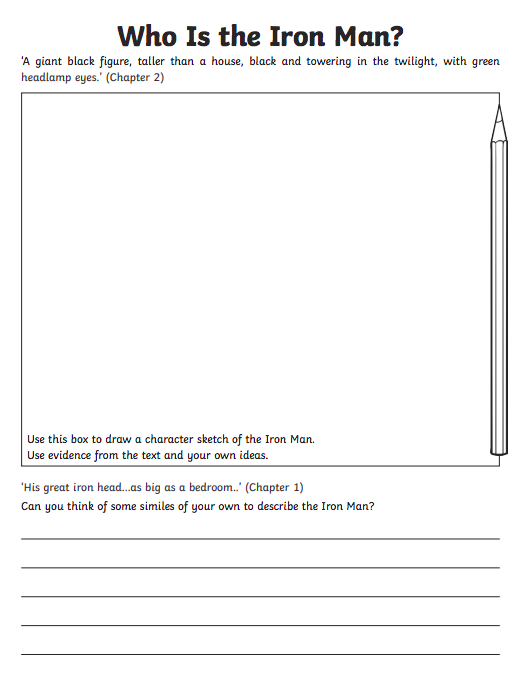 Who Is the Iron Man?
'A giant black figure, taller than a house, black and towering in the twilight, with green
headlamp eyes.' (Chapter 2)
Use this box to draw a character sketch of the Iron Man.
Use evidence from the text and your own ideas.
'His great iron head...as big as a bedroom..' (Chapter 1)
Can you think of some similes of your own to describe the Iron Man?